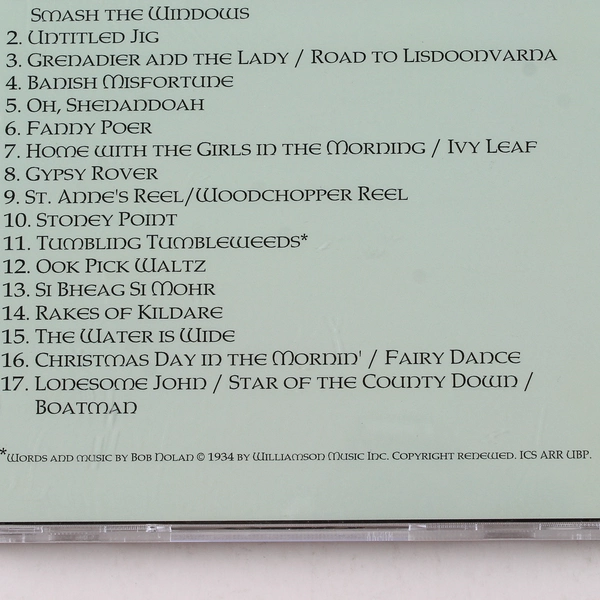 Smash the Windows
2. Untitled Jig
3. Grenadier and the Lady / Road to Lisdoonvarna
4. Banish Misfortune
5. Oh, Shenandoah
6. Fanny Poer
7. Home with the Girls in the Morning / Ivy Leaf
8. Gypsy Rover
9. St. Anne's Reel/Woodchopper Reel
10. Stoney Point
11. Tumbling Tumbleweeds*
12. Ook Pick Waltz
13. Si Bheag Si Mohr
14. Rakes of Kildare
15. The Water is Wide
16. Christmas Day in the Mornin' / Fairy Dance
17. Lonesome John / Star of the County Down /
Boatman
*Words and music by Bob Nolan © 1934 by Williamson Music Inc. Copyright renewed. ICS ARR UBP.